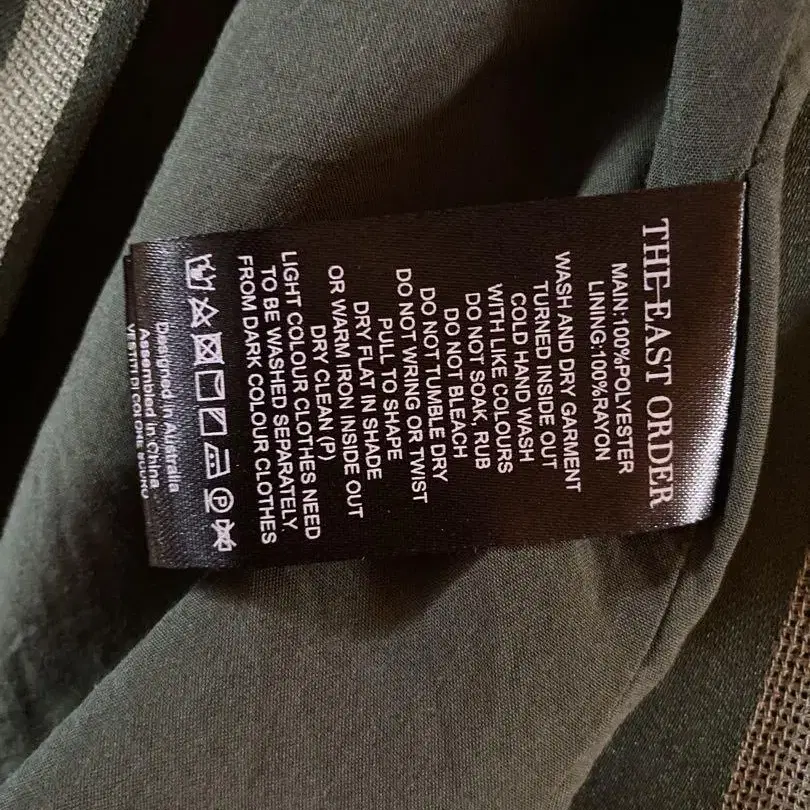 THE EAST ORDER
MAIN:100%POLYESTER
LINING:100%RAYON
WASH AND DRY GARMENT
TURNED INSIDE OUT
COLD HAND WASH
WITH LIKE COLOURS
DO NOT SOAK, RUB
DO NOT BLEACH
DO NOT TUMBLE DRY
DO NOT WRING OR TWIST
PULL TO SHAPE
DRY FLAT IN SHADE
OR WARM IRON INSIDE OUT
DRY CLEAN (P)
LIGHT COLOUR CLOTHES NEED
TO BE WASHED SEPARATELY
FROM DARK COLOUR CLOTHES
P
Designed in Australia
Assembled in China